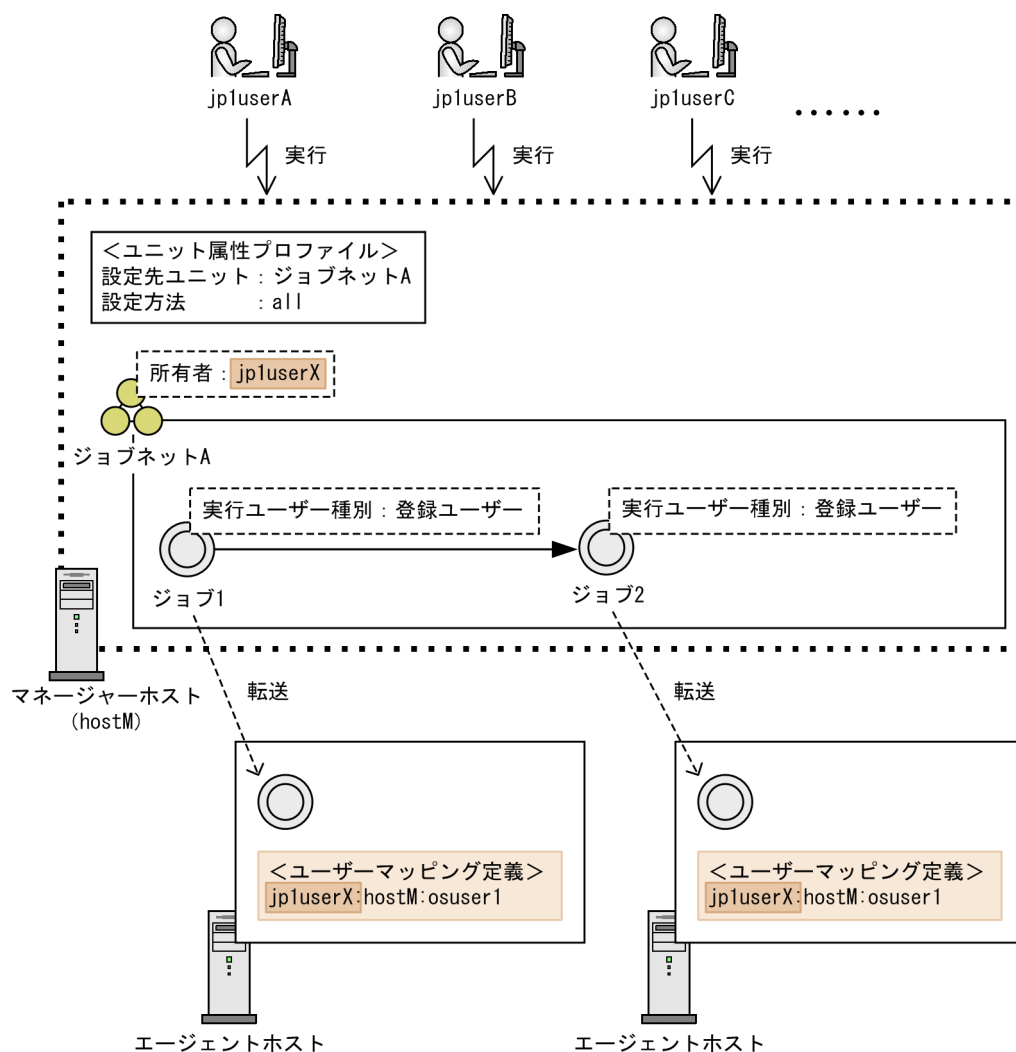 jp1userA
jp1userB
jp1userC
‥‥‥
実行
実行
実行
＜ユニット属性プロファイル＞
設定先ユニット：ジョブネットA
設定方法　　　：all
所有者：jp1userX
ジョブネットA
実行ユーザー種別：登録ユーザー
実行ユーザー種別：登録ユーザー
ジョブ1
ジョブ2
マネージャーホスト
(hostM)
転送
転送
＜ユーザーマッピング定義＞
jp1userX:hostM:osuser1
＜ユーザーマッピング定義＞
jp1userX:hostM:osuser1
エージェントホスト
エージェントホスト